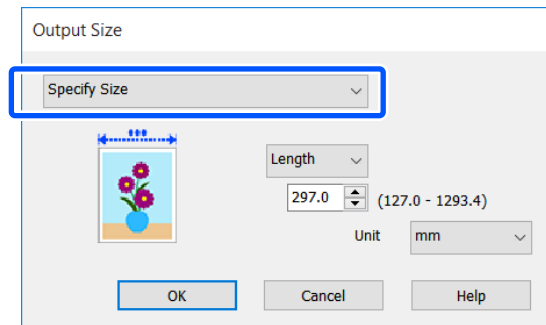 Output Size
Specify Size
Length
297.0 (127.0 - 1293.4)
Unit mm
OK Cancel Help